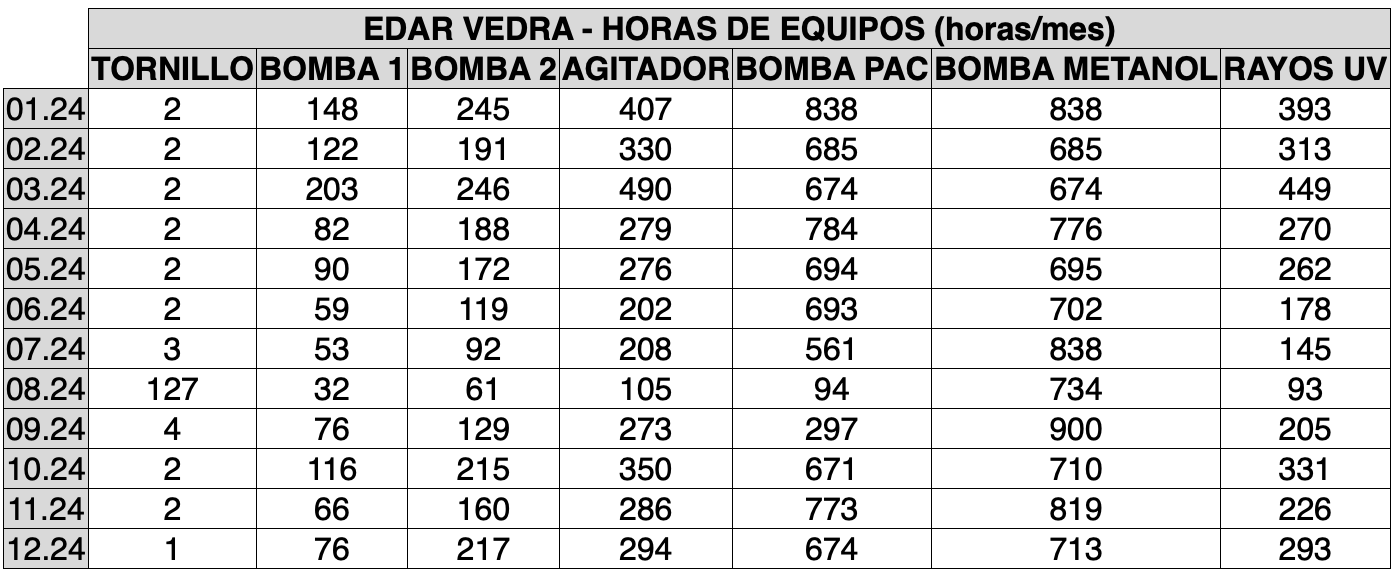 EDAR VEDRA - HORAS DE EQUIPOS (horas/mes)
TORNILLO BOMBA 1 BOMBA 2 AGITADOR BOMBA PAC BOMBA METANOL RAYOS UV
01.24 2 148 245 407 838 838 393
02.24 2 122 191 330 685 685 313
03.24 2 203 246 490 674 674 449
04.24 2 82 188 279 784 776 270
05.24 2 90 172 276 694 695 262
06.24 2 59 119 202 693 702 178
07.24 3 53 92 208 561 838 145
08.24 127 32 61 105 94 734 93
09.24 4 76 129 273 297 900 205
10.24 2 116 215 350 671 710 331
11.24 2 66 160 286 773 819 226
12.24 1 76 217 294 674 713 293